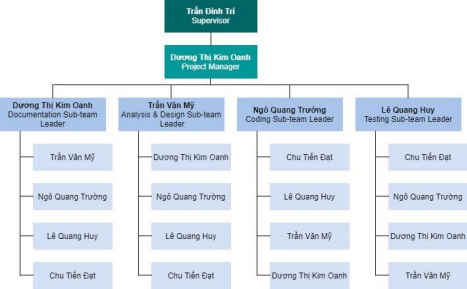 Trần Đình Trí
Supervisor
Dương Thị Kim Oanh
Project Manager
Dương Thị Kim Oanh
Documentation Sub-team
Leader
Trần Văn Mỹ
Analysis & Design Sub-team
Leader
Ngô Quang Trường
Coding Sub-team Leader
Lê Quang Huy
Testing Sub-team Leader
Trần Văn Mỹ
Ngô Quang Trường
Lê Quang Huy
Chu Tiến Đạt
Dương Thị Kim Oanh
Ngô Quang Trường
Lê Quang Huy
Chu Tiến Đạt
Chu Tiến Đạt
Lê Quang Huy
Trần Văn Mỹ
Dương Thị Kim Oanh
Chu Tiến Đạt
Ngô Quang Trường
Dương Thị Kim Oanh
Trần Văn Mỹ